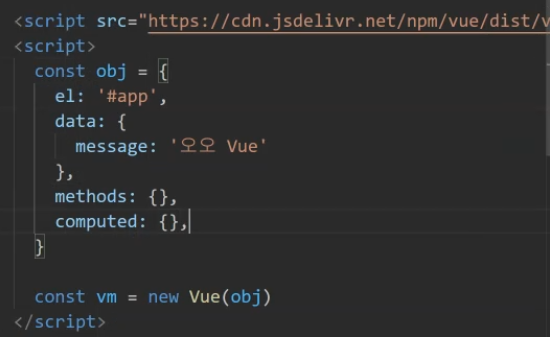 <script src="https://cdn.jsdelivr.net/npm/vue/dist/v
<script>
  const obj = {
    el: '#app',
    data: {
      message: '오오 Vue'
    },
    methods: {},
    computed: {},
  }

  const vm = new Vue(obj)
</script>